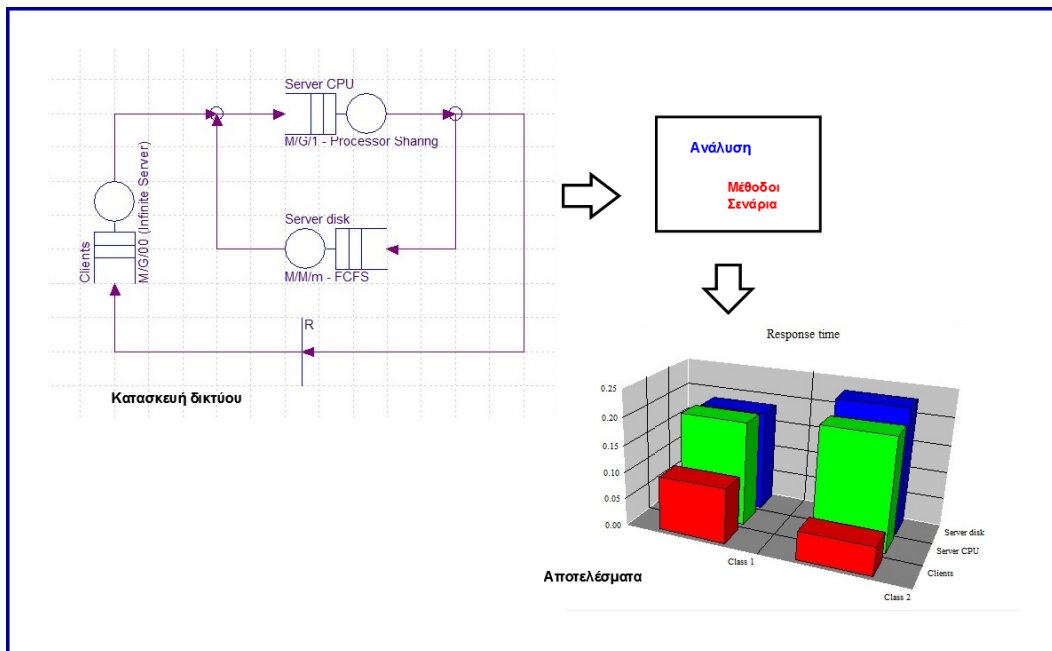 Server CPU
M/G/1 - Processor Sharing
Server disk
M/M/m - FCFS
Clients
M/G/00 (Infinite Server)
R
Κατασκευή δικτύου
Ανάλυση
Μέθοδοι
Σενάρια
Response time
0.25
0.20
0.15
0.10
0.05
0.00
Server disk
Server CPU
Clients
Class 1
Class 2
Αποτελέσματα